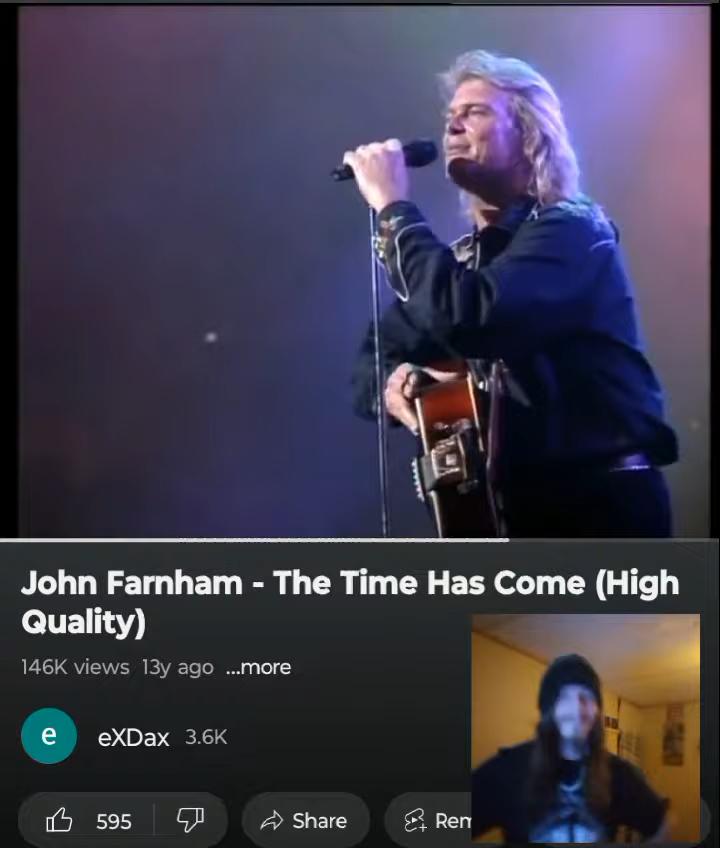 John Farnham - The Time Has Come (High
Quality)
146K views 13y ago ...more
e
eXDax 3.6K
595
Share
Rem